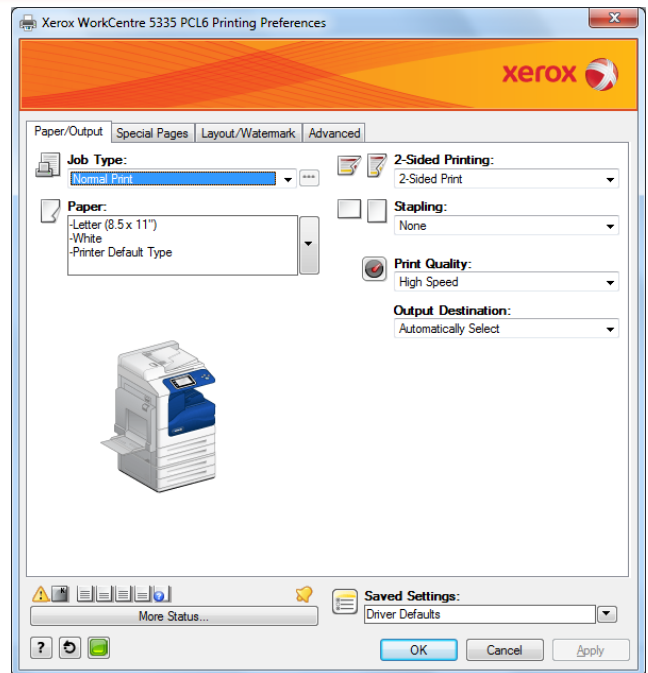 Xerox WorkCentre 5335 PCL6 Printing Preferences
x
xerox
Paper/Output Special Pages Layout/Watermark Advanced
Job Type:
Normal Print
Paper:
-Letter (8.5 x 11")
-White
-Printer Default Type
2-Sided Printing:
2-Sided Print
Stapling:
None
Print Quality:
High Speed
Output Destination:
Automatically Select
More Status...
Saved Settings:
Driver Defaults
?
OK Cancel Apply